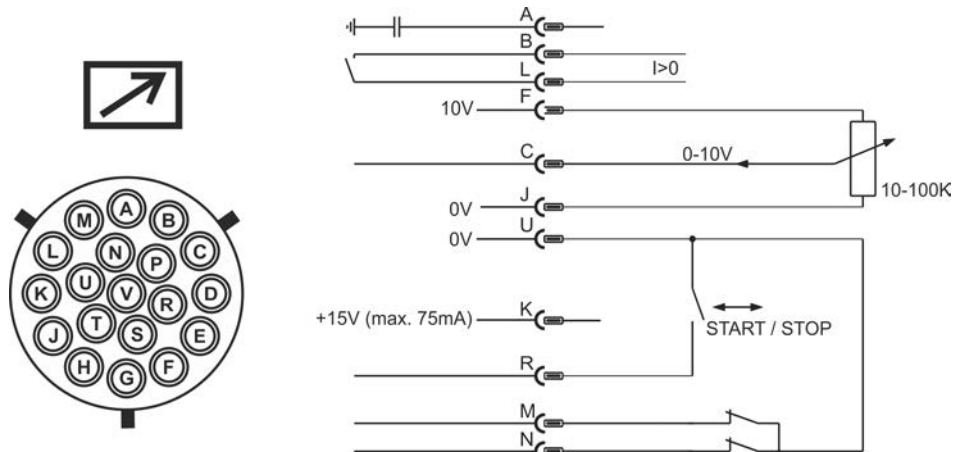 A
B
L
I>0
F
10V
C
0-10V
10-100K
J
0V
U
0V
K
+15V (max. 75mA)
START / STOP
R
M
N
A
M
B
L
N
P
C
K
U
V
R
D
J
T
S
E
H
G
F